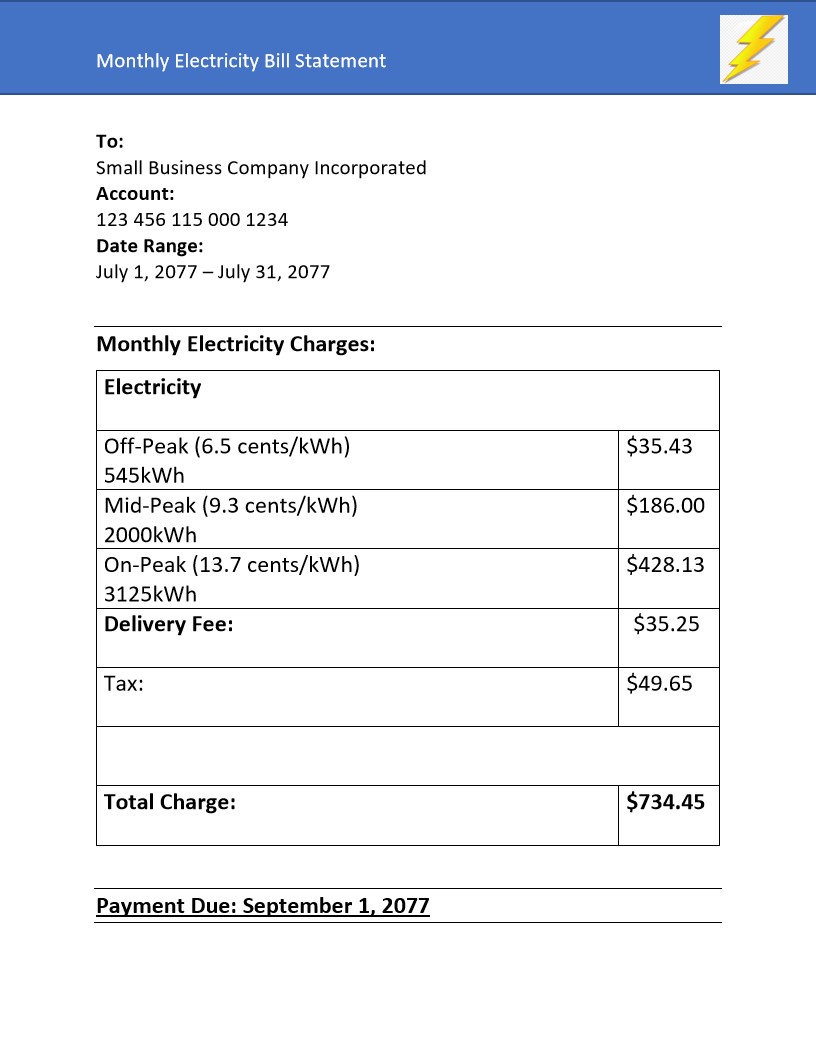 Monthly Electricity Bill Statement
To:
Small Business Company Incorporated
Account:
123 456 115 000 1234
Date Range:
July 1, 2077 – July 31, 2077
Monthly Electricity Charges:
Electricity
Off-Peak (6.5 cents/kWh) $35.43
545kWh
Mid-Peak (9.3 cents/kWh) $186.00
2000kWh
On-Peak (13.7 cents/kWh) $428.13
3125kWh
Delivery Fee: $35.25
Tax: $49.65
Total Charge: $734.45
Payment Due: September 1, 2077